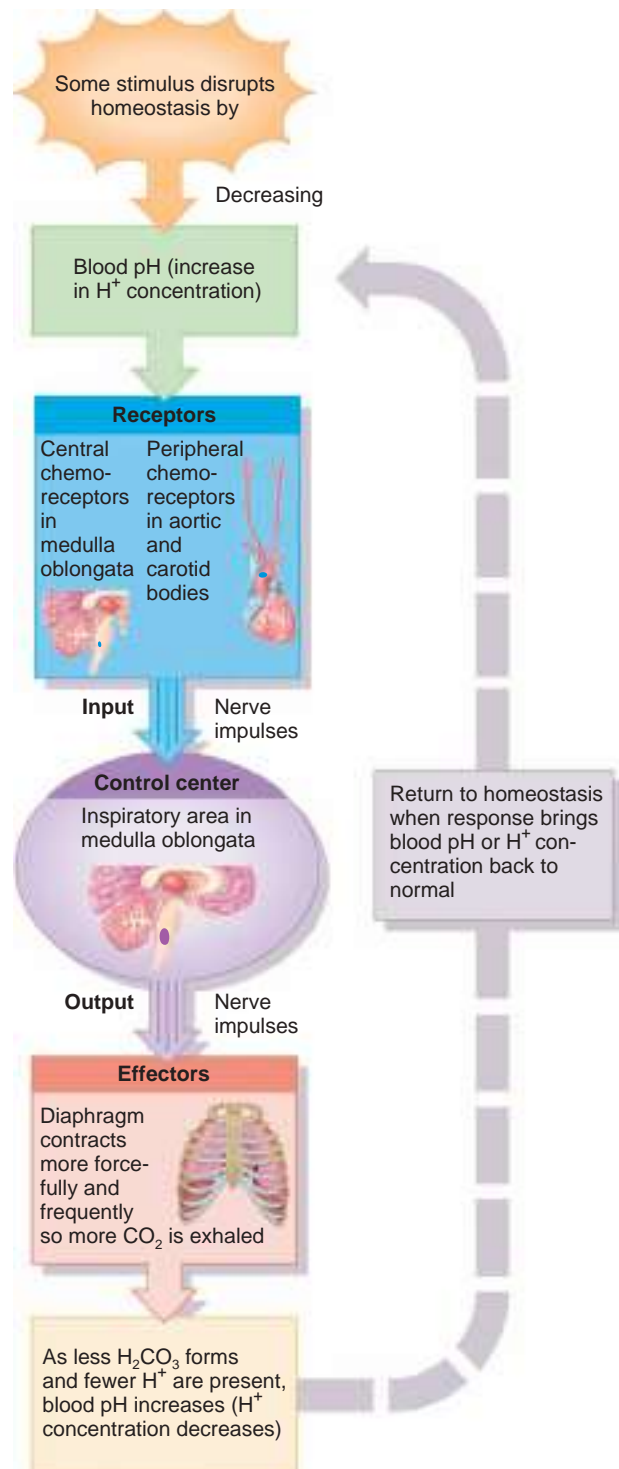 Some stimulus disrupts
homeostasis by
Decreasing
Blood pH (increase
in H⁺ concentration)
Receptors
Central
chemo-
receptors
in
medulla
oblongata
Peripheral
chemo-
receptors
in aortic
and
carotid
bodies
Input
Nerve
impulses
Control center
Inspiratory area in
medulla oblongata
Output
Nerve
impulses
Effectors
Diaphragm
contracts
more force-
fully and
frequently
so more CO₂ is exhaled
As less H₂CO₃ forms
and fewer H⁺ are present,
blood pH increases (H⁺
concentration decreases)
Return to homeostasis
when response brings
blood pH or H⁺ con-
centration back to
normal